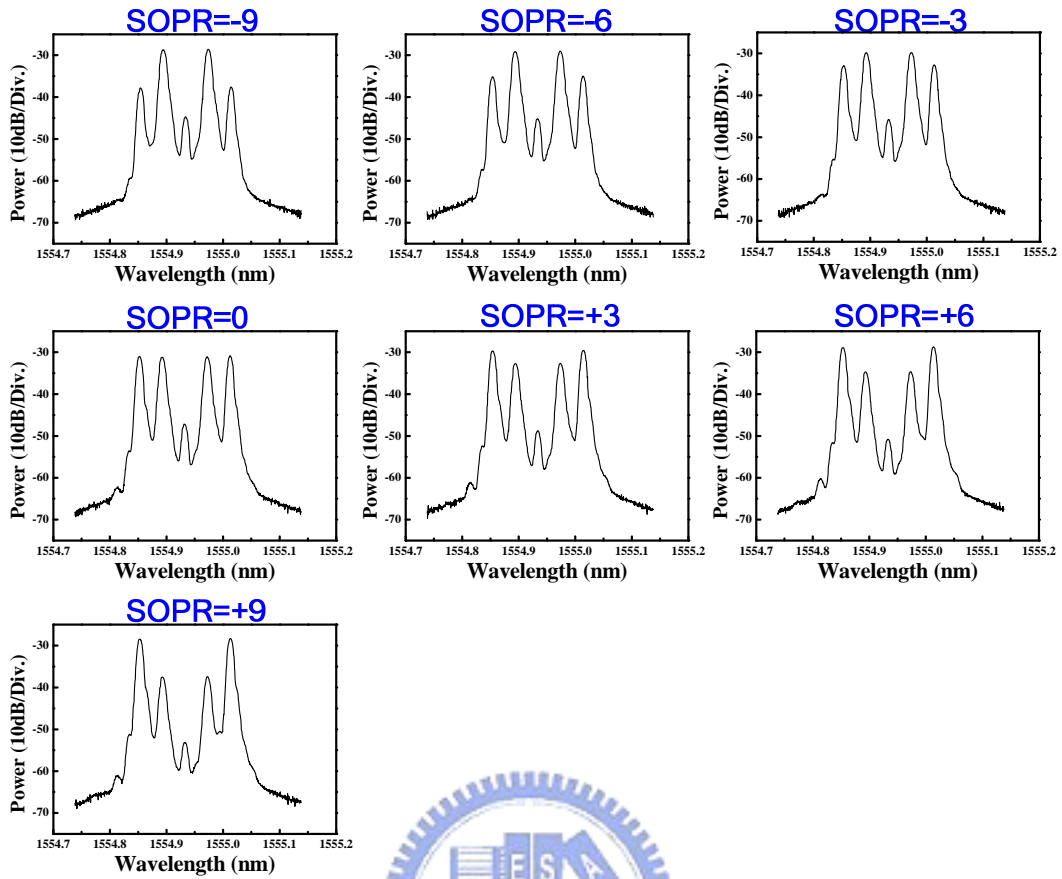 SOPR=-9
SOPR=-6
SOPR=-3
Power (10dB/Div.)
-30
-40
-50
-60
-70
1554.7 1554.8 1554.9 1555.0 1555.1 1555.2
Wavelength (nm)
Power (10dB/Div.)
-30
-40
-50
-60
-70
1554.7 1554.8 1554.9 1555.0 1555.1 1555.2
Wavelength (nm)
Power (10dB/Div.)
-30
-40
-50
-60
-70
1554.7 1554.8 1554.9 1555.0 1555.1 1555.2
Wavelength (nm)
SOPR=0
SOPR=+3
SOPR=+6
Power (10dB/Div.)
-30
-40
-50
-60
-70
1554.7 1554.8 1554.9 1555.0 1555.1 1555.2
Wavelength (nm)
Power (10dB/Div.)
-30
-40
-50
-60
-70
1554.7 1554.8 1554.9 1555.0 1555.1 1555.2
Wavelength (nm)
Power (10dB/Div.)
-30
-40
-50
-60
-70
1554.7 1554.8 1554.9 1555.0 1555.1 1555.2
Wavelength (nm)
SOPR=+9
Power (10dB/Div.)
-30
-40
-50
-60
-70
1554.7 1554.8 1554.9 1555.0 1555.1 1555.2
Wavelength (nm)
E S A